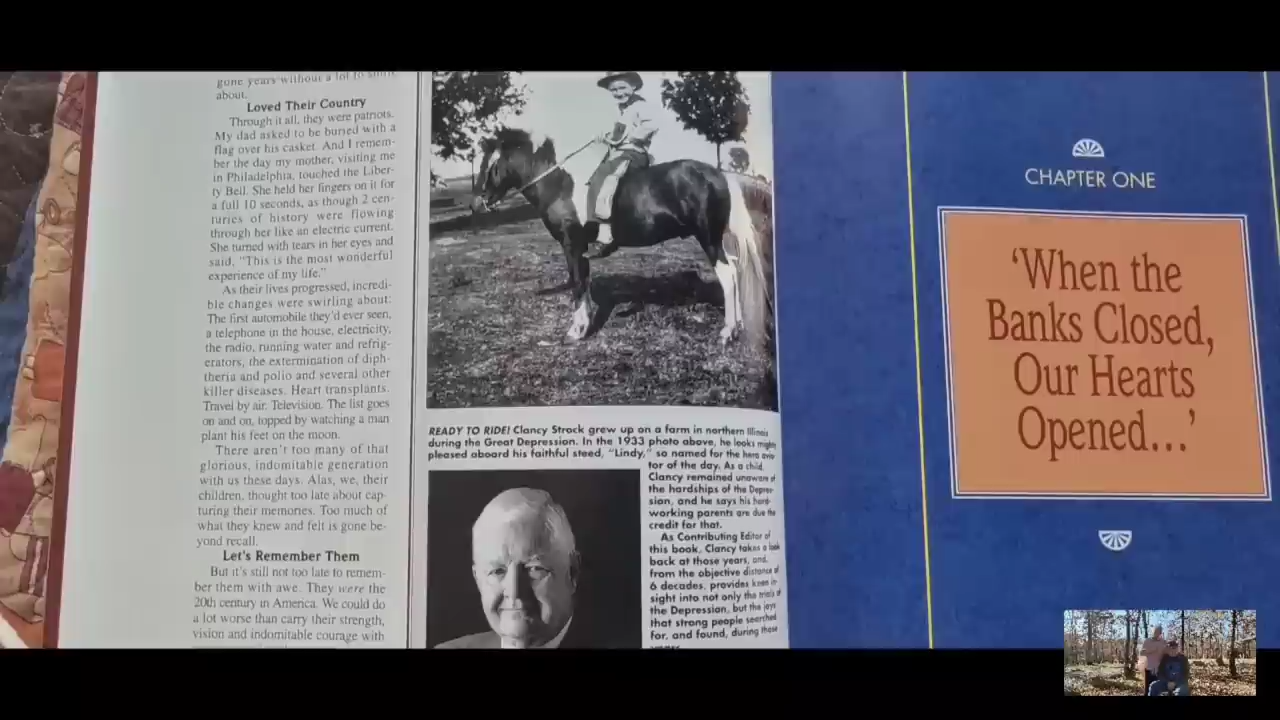 gone years without a lot to
about.
Loved Their Country
Through it all, they were patriots.
My dad asked to be buried with a
flag over his casket. And I remem-
ber the day my mother, visiting me
in Philadelphia, touched the Liber-
ty Bell. She held her fingers on it for
a full 10 seconds, as though 2 cen-
turies of history were flowing
through her like an electric current.
She turned with tears in her eyes and
said, "This is the most wonderful
experience of my life."
As their lives progressed, incredi-
ble changes were swirling about:
The first automobile they'd ever seen,
a telephone in the house, electricity,
the radio, running water and refrig-
erators, the extermination of diph-
theria and polio and several other
killer diseases. Heart transplants.
Travel by air. Television. The list goes
on and on, topped by watching a man
plant his feet on the moon.
There aren't too many of that
glorious, indomitable generation
with us these days. Alas, we, their
children, thought too late about cap-
turing their memories. Too much of
what they knew and felt is gone be-
yond recall.
Let's Remember Them
But it's still not too late to remem-
ber them with awe. They were the
20th century in America. We could do
a lot worse than carry their strength,
vision and indomitable courage with
READY TO RIDE! Clancy Strock grew up on a farm in northern Illinois
during the Great Depression. In the 1933 photo above, he looks mighty
pleased aboard his faithful steed, "Lindy," so named for the hero avia-
tor of the day. As a child,
Clancy remained unaware of
the hardships of the Depres-
sion, and he says his hard-
working parents are due the
credit for that.
As Contributing Editor of
this book, Clancy takes a look
back at those years, and,
from the objective distance of
6 decades, provides keen in-
sight into not only the trials of
the Depression, but the joys
that strong people searched
for, and found, during those
CHAPTER ONE
'When the
Banks Closed,
Our Hearts
Opened...'